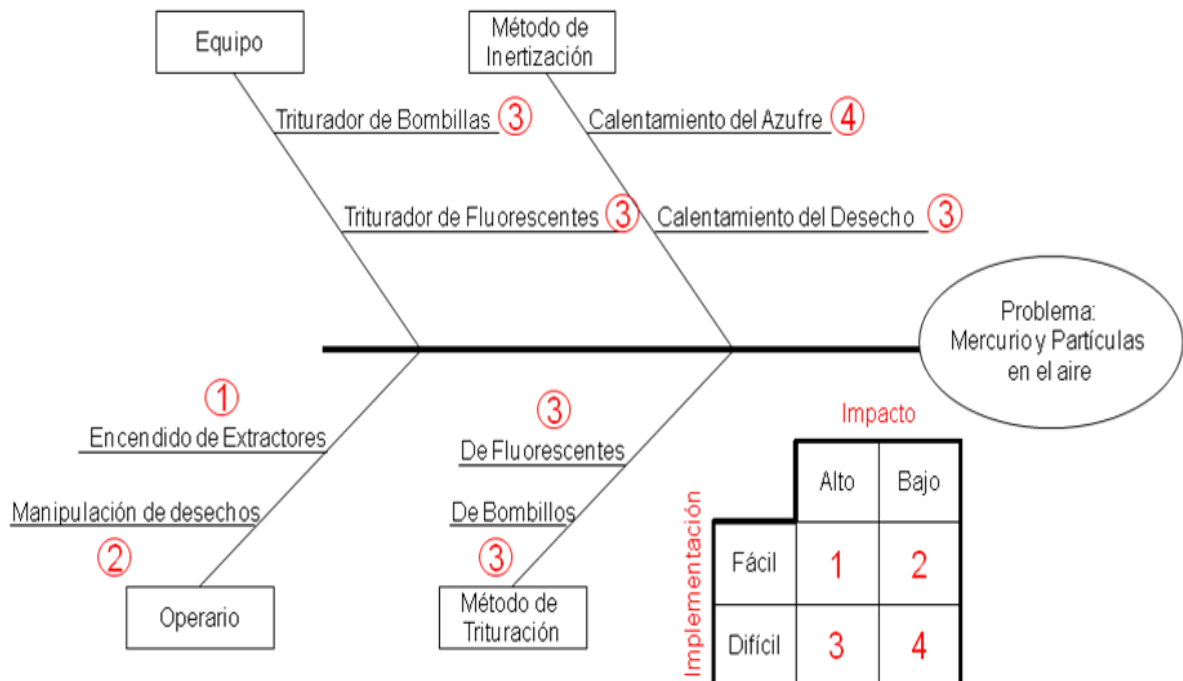 Equipo
Método de
Inertización
Triturador de Bombillas ③
Calentamiento del Azufre ④
Triturador de Fluorescentes ③
Calentamiento del Desecho ③
Problema:
Mercurio y Partículas
en el aire
①
Encendido de Extractores
Manipulación de desechos
②
Operario
③
De Fluorescentes
De Bombillos
③
Método de
Trituración
Impacto
Implementación
Alto Bajo
Fácil 1 2
Difícil 3 4